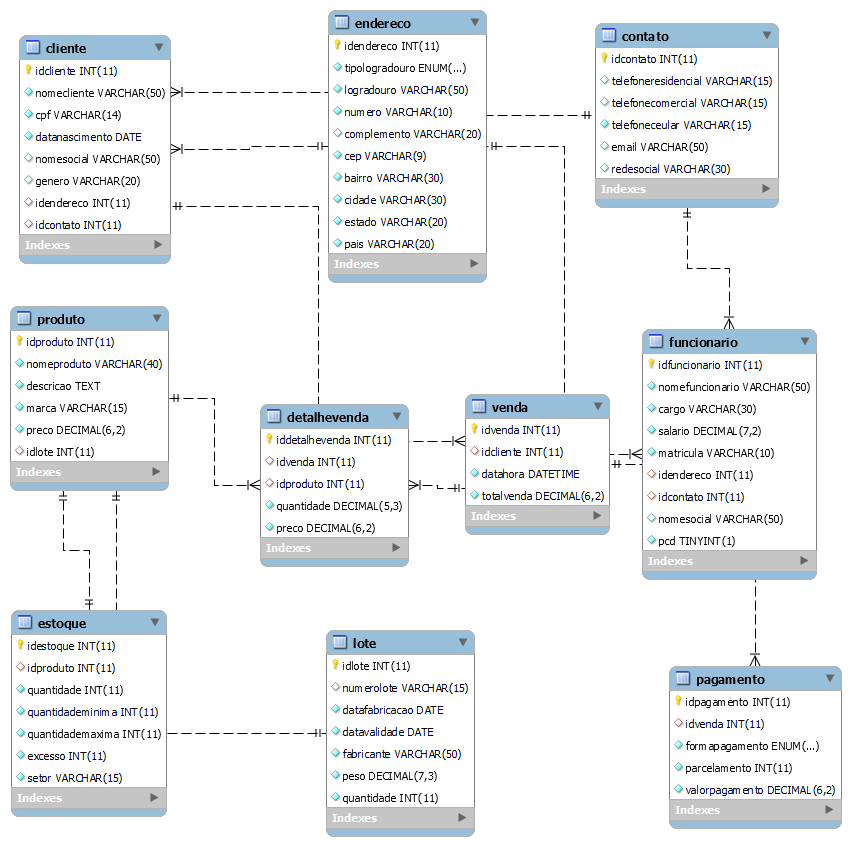 cliente
idcliente INT(11)
nomecliente VARCHAR(50)
cpf VARCHAR(14)
datanascimento DATE
nomesocial VARCHAR(50)
genero VARCHAR(20)
idendereco INT(11)
idcontato INT(11)
Indexes
endereco
idendereco INT(11)
tipologradouro ENUM(...)
logradouro VARCHAR(50)
numero VARCHAR(10)
complemento VARCHAR(20)
cep VARCHAR(9)
bairro VARCHAR(30)
cidade VARCHAR(30)
estado VARCHAR(20)
pais VARCHAR(20)
Indexes
contato
idcontato INT(11)
telefoneresidencial VARCHAR(15)
telefonecomercial VARCHAR(15)
telefoneceular VARCHAR(15)
email VARCHAR(50)
redesocial VARCHAR(30)
Indexes
produto
idproduto INT(11)
nomeproduto VARCHAR(40)
descricao TEXT
marca VARCHAR(15)
preco DECIMAL(6,2)
idlote INT(11)
Indexes
detalhevenda
iddetalhevenda INT(11)
idvenda INT(11)
idproduto INT(11)
quantidade DECIMAL(5,3)
preco DECIMAL(6,2)
Indexes
venda
idvenda INT(11)
idcliente INT(11)
datahora DATETIME
totalvenda DECIMAL(6,2)
Indexes
funcionario
idfuncionario INT(11)
nomefuncionario VARCHAR(50)
cargo VARCHAR(30)
salario DECIMAL(7,2)
matricula VARCHAR(10)
idendereco INT(11)
idcontato INT(11)
nomesocial VARCHAR(50)
pcd TINYINT(1)
Indexes
estoque
idestoque INT(11)
idproduto INT(11)
quantidade INT(11)
quantidademinima INT(11)
quantidademaxima INT(11)
excesso INT(11)
setor VARCHAR(15)
Indexes
lote
idlote INT(11)
numerolote VARCHAR(15)
datafabricacao DATE
datavalidade DATE
fabricante VARCHAR(50)
peso DECIMAL(7,3)
quantidade INT(11)
Indexes
pagamento
idpagamento INT(11)
idvenda INT(11)
formapagamento ENUM(...)
parcelamento INT(11)
valorpagamento DECIMAL(6,2)
Indexes